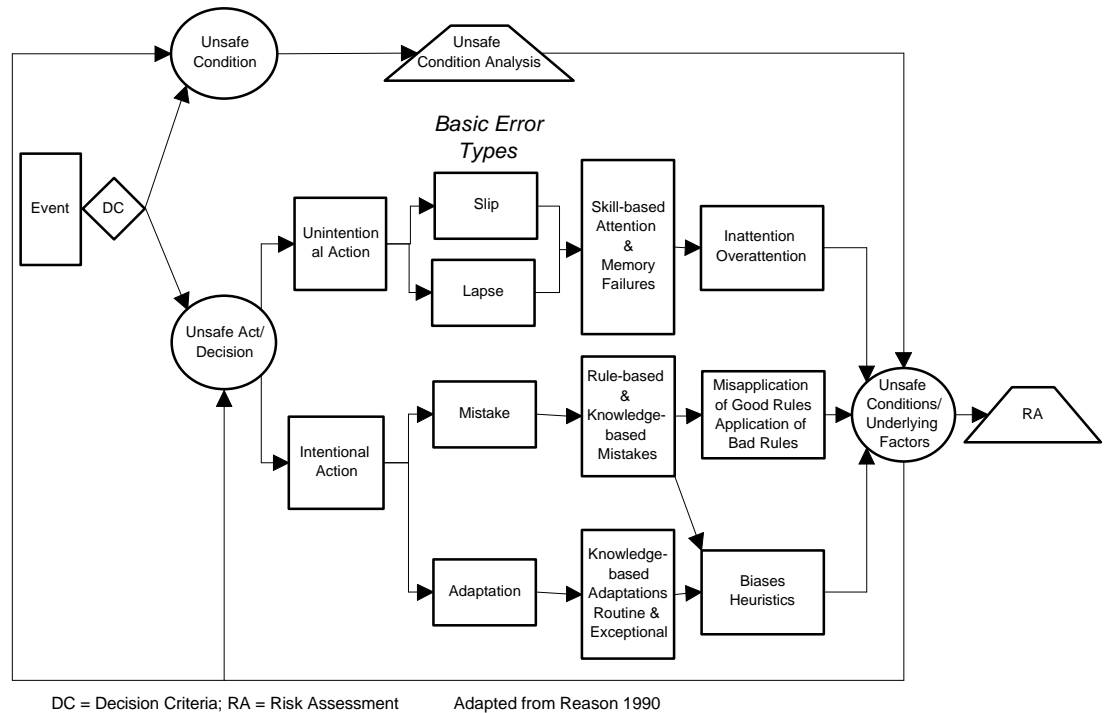 Unsafe
Condition
Unsafe
Condition Analysis
Basic Error
Types
Event
DC
Unintention
al Action
Slip
Lapse
Skill-based
Attention
&
Memory
Failures
Inattention
Overattention
Unsafe Act/
Decision
Intentional
Action
Mistake
Rule-based
&
Knowledge-
based
Mistakes
Misapplication
of Good Rules
Application of
Bad Rules
Unsafe
Conditions/
Underlying
Factors
RA
Adaptation
Knowledge-
based
Adaptations
Routine &
Exceptional
Biases
Heuristics
DC = Decision Criteria; RA = Risk Assessment
Adapted from Reason 1990